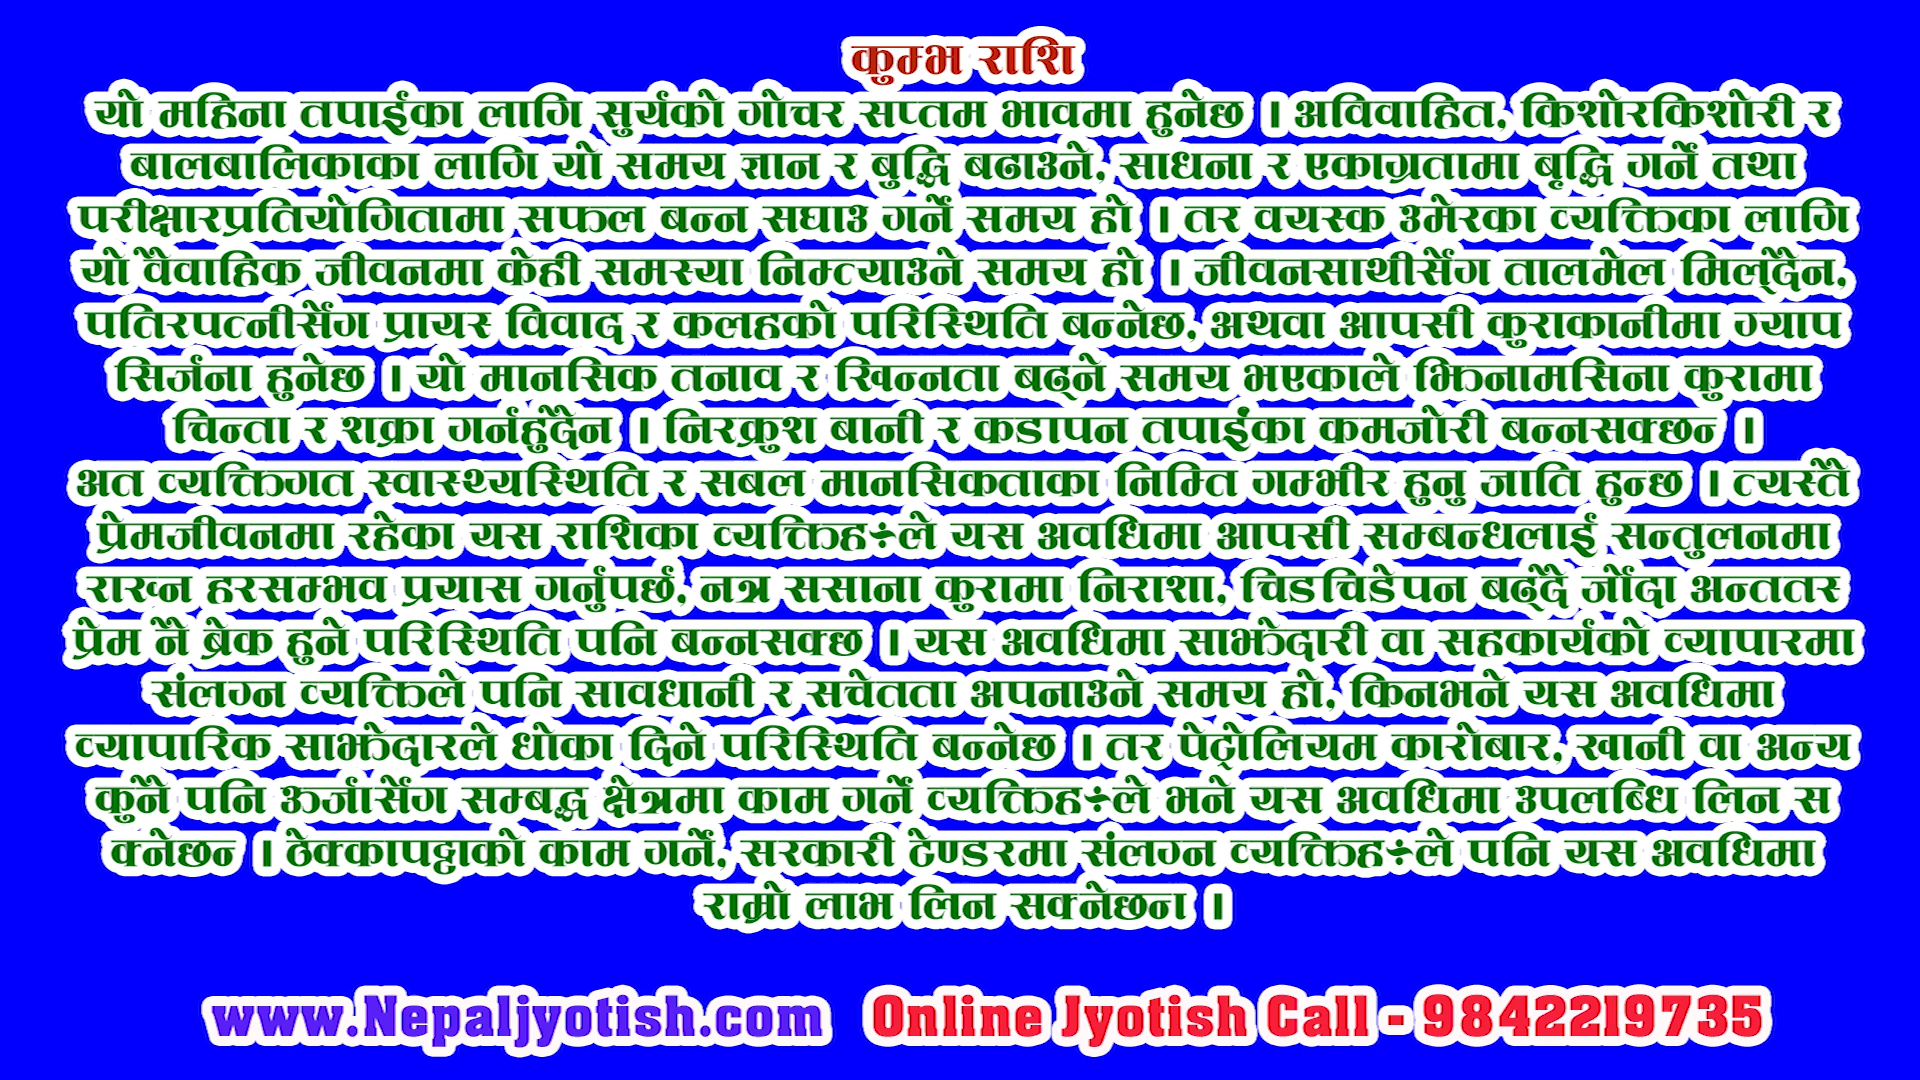 कुम्भ राशि
यो महिना तपाईका लागि सुर्यको गोचर सप्तम भावमा हुनेछ । अविवाहित, किशोरकिशोरी र
बालबालिकाका लागि यो समय ज्ञान र बुद्धि बढाउने, साधना र एकाग्रतामा बृद्धि गर्ने तथा
परीक्षारप्रतियोगितामा सफल बन्न सघाउ गर्ने समय हो । तर वयस्क उमेरका व्यक्तिका लागि
यो वैवाहिक जीवनमा केही समस्या निम्त्याउने समय हो । जीवनसाथीसँग तालमेल मिल्दैन,
पतिरपत्नीसँग प्रायस विवाद र कलहको परिस्थिति बन्नेछ, अथवा आपसी कुराकानीमा ग्याप
सिर्जना हुनेछ । यो मानसिक तनाव र खिन्नता बढ्ने समय भएकाले झिनामसिना कुरामा
चिन्ता र शक्रा गर्नहुँदैन । निरक्रुश बानी र कडापन तपाईंका कमजोरी बन्नसक्छन् ।
अत व्यक्तिगत स्वास्थ्यस्थिति र सबल मानसिकताका निम्ति गम्भीर हुनु जाति हुन्छ । त्यस्तै
प्रेमजीवनमा रहेका यस राशिका व्यक्तिह÷ले यस अवधिमा आपसी सम्बन्धलाई सन्तुलनमा
राख्न हरसम्भव प्रयास गर्नुपर्छ, नत्र ससाना कुरामा निराशा, चिडचिडेपन बढ्दै जाँदा अन्ततस
प्रेम नै ब्रेक हुने परिस्थिति पनि बन्नसक्छ । यस अवधिमा साझेदारी वा सहकार्यको व्यापारमा
संलग्न व्यक्तिले पनि सावधानी र सचेतता अपनाउने समय हो, किनभने यस अवधिमा
व्यापारिक साझेदारले धोका दिने परिस्थिति बन्नेछ । तर पेट्रोलियम कारोबार, खानी वा अन्य
कुनै पनि ऊर्जासँग सम्बद्ध क्षेत्रमा काम गर्ने व्यक्तिह÷ले भने यस अवधिमा उपलब्धि लिन स
क्नेछन् । ठेक्कापट्टाको काम गर्ने, सरकारी टेण्डरमा संलग्न व्यक्तिह÷ले पनि यस अवधिमा
राम्रो लाभ लिन सक्नेछन ।
www.Nepaljyotish.com Online Jyotish Call - 9842219735